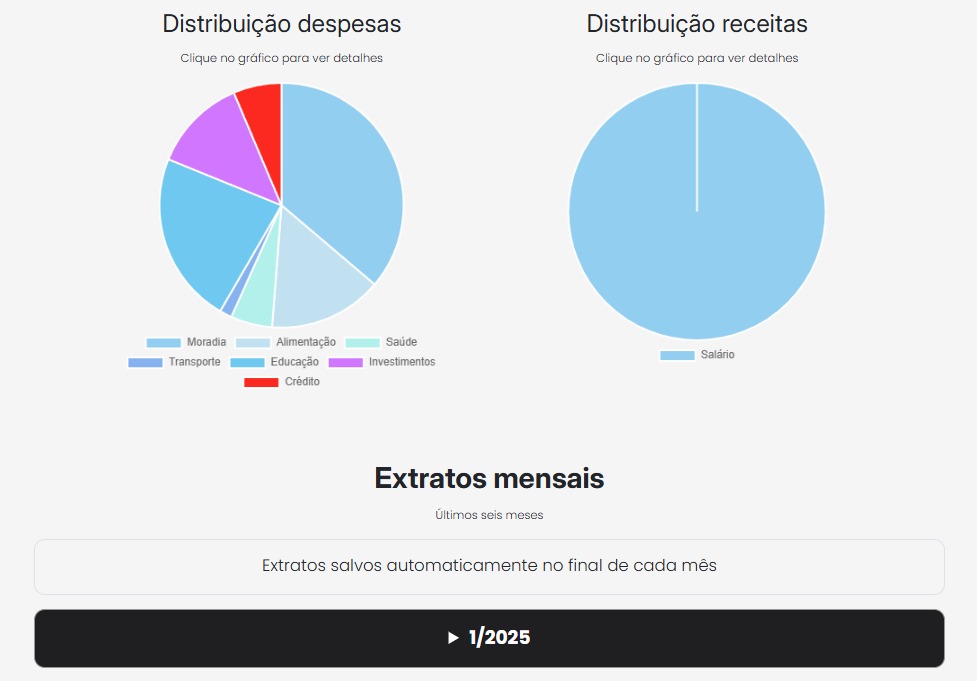 Distribuição despesas
Clique no gráfico para ver detalhes
Moradia Alimentação Saúde
Transporte Educação Investimentos
Crédito
Distribuição receitas
Clique no gráfico para ver detalhes
Salário
Extratos mensais
Últimos seis meses
Extratos salvos automaticamente no final de cada mês
▶ 1/2025